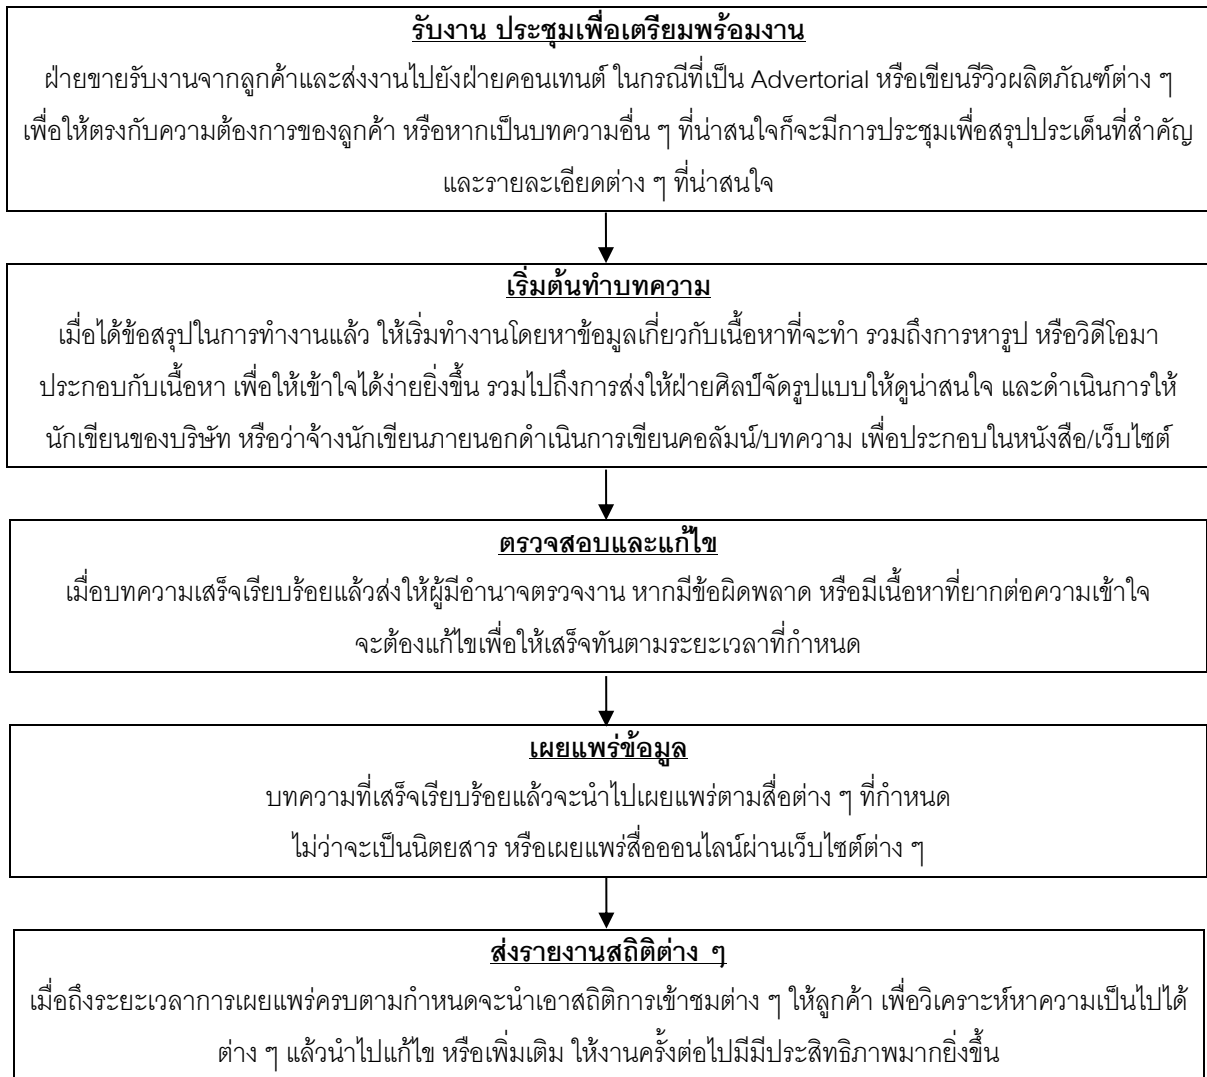 รับงาน ประชุมเพื่อเตรียมพร้อมงาน
ฝ่ายขายรับงานจากลูกค้าและส่งงานไปยังฝ่ายคอนเทนต์ ในกรณีที่เป็น Advertorial หรือเขียนรีวิวผลิตภัณฑ์ต่าง ๆ
เพื่อให้ตรงกับความต้องการของลูกค้า หรือหากเป็นบทความอื่น ๆ ที่น่าสนใจก็จะมีการประชุมเพื่อสรุปประเด็นที่สำคัญ
และรายละเอียดต่าง ๆ ที่น่าสนใจ
เริ่มต้นทำบทความ
เมื่อได้ข้อสรุปในการทำงานแล้ว ให้เริ่มทำงานโดยหาข้อมูลเกี่ยวกับเนื้อหาที่จะทำ รวมถึงการหารูป หรือวิดีโอมา
ประกอบกับเนื้อหา เพื่อให้เข้าใจได้ง่ายยิ่งขึ้น รวมไปถึงการส่งให้ฝ่ายศิลป์จัดรูปแบบให้ดูน่าสนใจ และดำเนินการให้
นักเขียนของบริษัท หรือว่าจ้างนักเขียนภายนอกดำเนินการเขียนคอลัมน์/บทความ เพื่อประกอบในหนังสือ/เว็บไซต์
ตรวจสอบและแก้ไข
เมื่อบทความเสร็จเรียบร้อยแล้วส่งให้ผู้มีอำนาจตรวจงาน หากมีข้อผิดพลาด หรือมีเนื้อหาที่ยากต่อความเข้าใจ
จะต้องแก้ไขเพื่อให้เสร็จทันตามระยะเวลาที่กำหนด
เผยแพร่ข้อมูล
บทความที่เสร็จเรียบร้อยแล้วจะนำไปเผยแพร่ตามสื่อต่าง ๆ ที่กำหนด
ไม่ว่าจะเป็นนิตยสาร หรือเผยแพร่สื่อออนไลน์ผ่านเว็บไซต์ต่าง ๆ
ส่งรายงานสถิติต่าง ๆ
เมื่อถึงระยะเวลาการเผยแพร่ครบตามกำหนดจะนำเอาสถิติการเข้าชมต่าง ๆ ให้ลูกค้า เพื่อวิเคราะห์หาความเป็นไปได้
ต่าง ๆ แล้วนำไปแก้ไข หรือเพิ่มเติม ให้งานครั้งต่อไปมีมีประสิทธิภาพมากยิ่งขึ้น